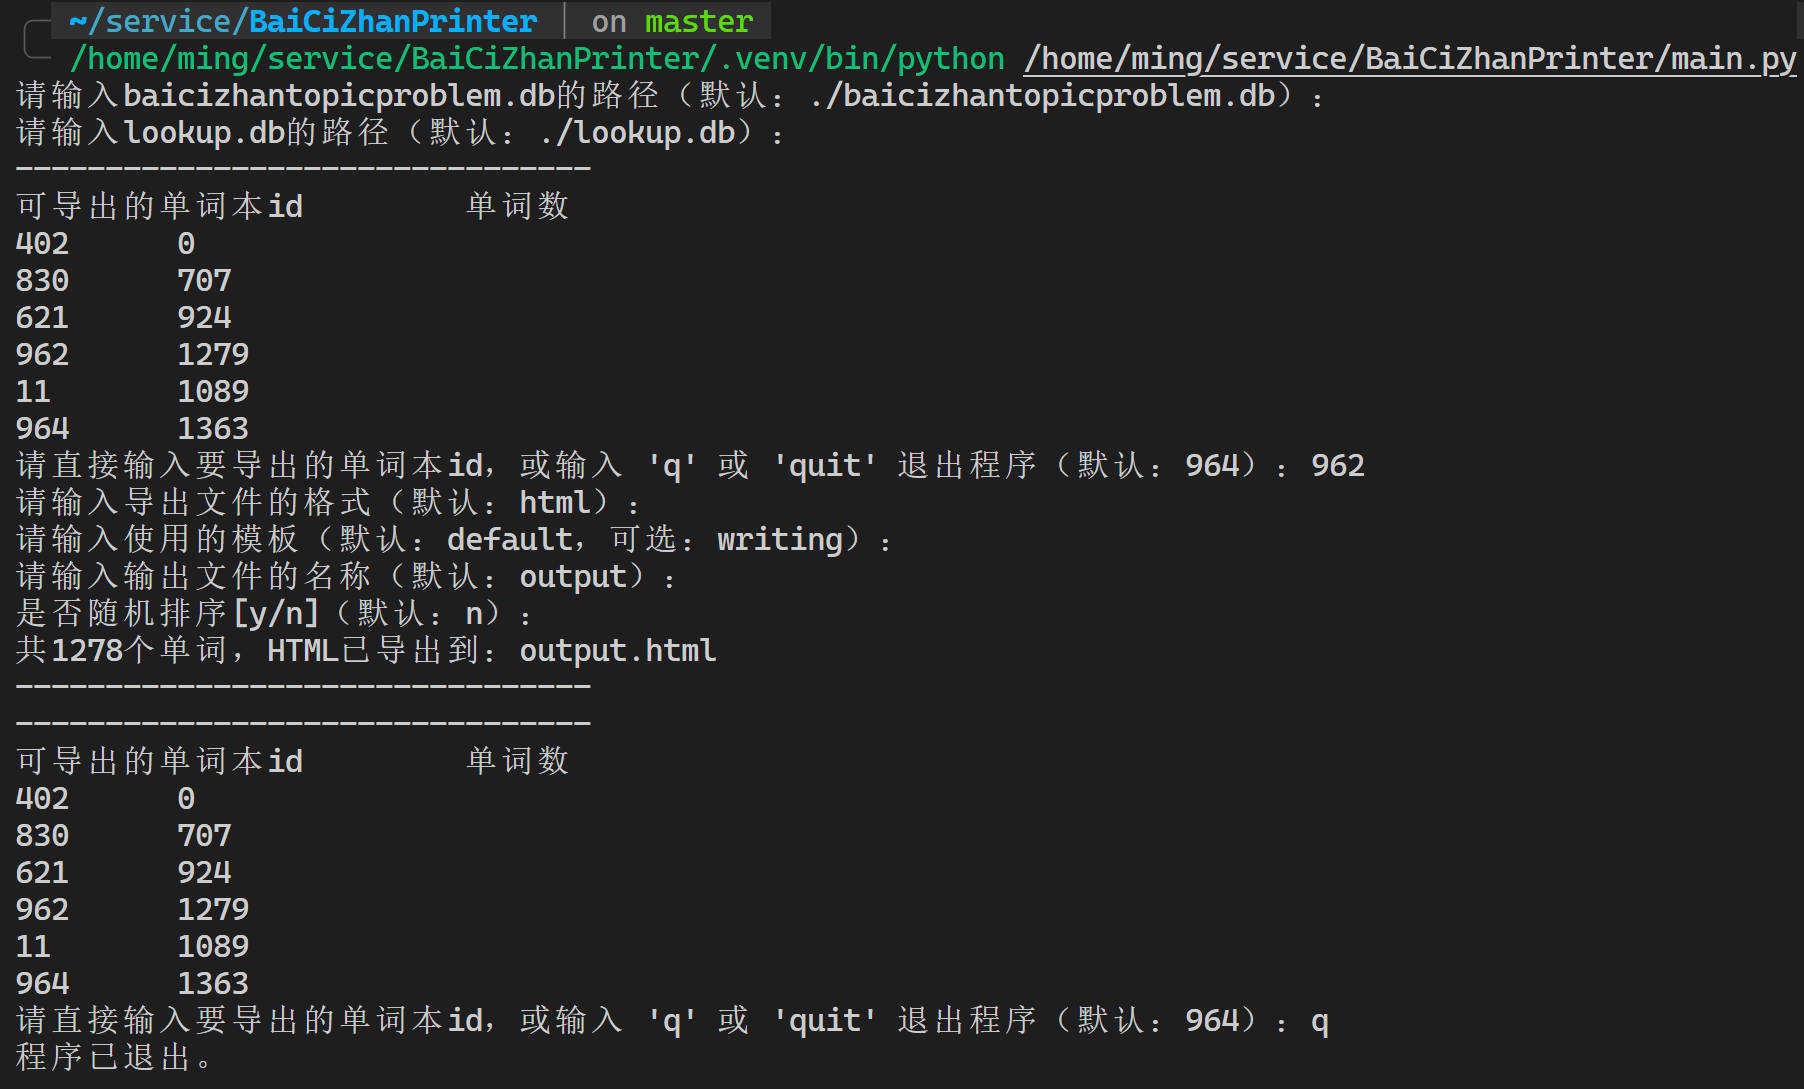 ~/service/BaiCiZhanPrinter | on master
/home/ming/service/BaiCiZhanPrinter/.venv/bin/python /home/ming/service/BaiCiZhanPrinter/main.py
请输入baicizhantopicproblem.db的路径（默认：./baicizhantopicproblem.db）：
请输入lookup.db的路径（默认：./lookup.db）：
--------------------------------
可导出的单词本id 单词数
402 0
830 707
621 924
962 1279
11 1089
964 1363
请直接输入要导出的单词本id，或输入 'q' 或 'quit' 退出程序（默认：964）：962
请输入导出文件的格式（默认：html）：
请输入使用的模板（默认：default，可选：writing）：
请输入输出文件的名称（默认：output）：
是否随机排序[y/n]（默认：n）：
共1278个单词，HTML已导出到：output.html
--------------------------------
--------------------------------
可导出的单词本id 单词数
402 0
830 707
621 924
962 1279
11 1089
964 1363
请直接输入要导出的单词本id，或输入 'q' 或 'quit' 退出程序（默认：964）：q
程序已退出。